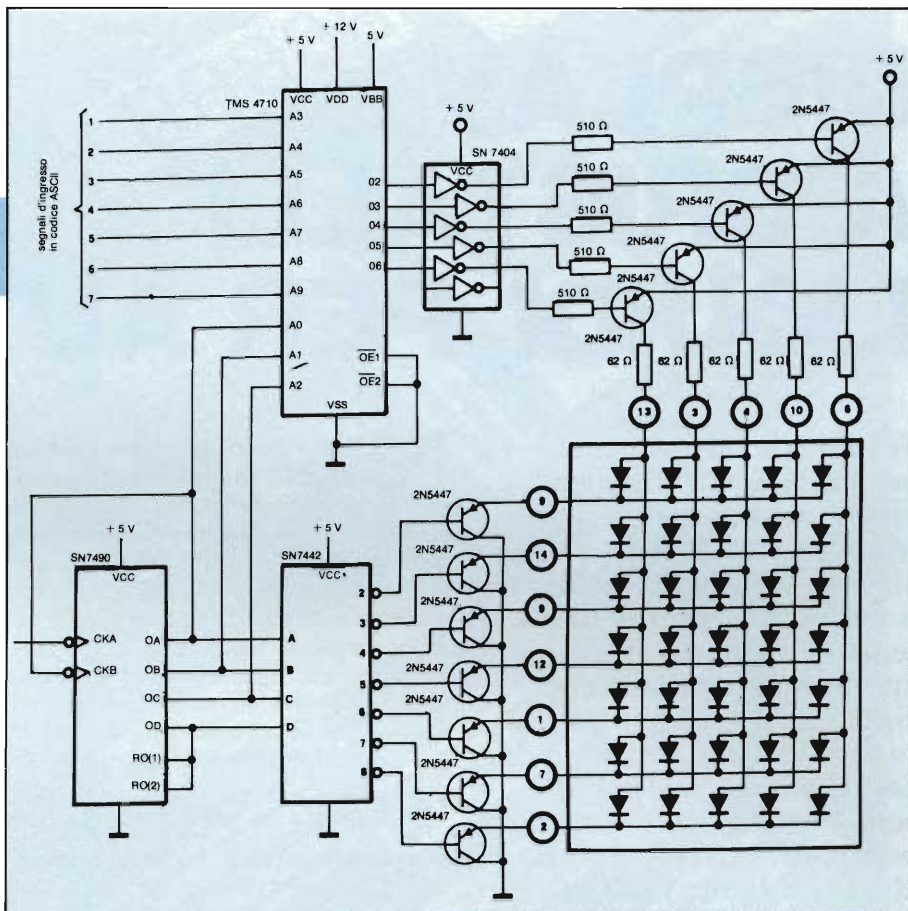 + 5 V
+ 12 V
5 V
TMS 4710
VCC
VDD
VBB
segnali d'ingresso
in codice ASCII
1
2
3
4
5
6
7
A3
A4
A5
A6
A7
A8
A9
A0
A1
A2
02
03
04
05
06
OE1
OE2
VSS
+ 5 V
SN 7404
VCC
510 Ω
510 Ω
510 Ω
510 Ω
510 Ω
+ 5 V
2N5447
2N5447
2N5447
2N5447
2N5447
62 Ω
62 Ω
62 Ω
62 Ω
62 Ω
13
3
4
10
6
+ 5 V
SN7490
VCC
CKA
CKB
OA
OB
OC
OD
RO(1)
RO(2)
+ 5 V
SN7442
VCC
A
B
C
D
2
3
4
5
6
7
8
2N5447
2N5447
2N5447
2N5447
2N5447
2N5447
2N5447
9
14
9
12
1
7
2